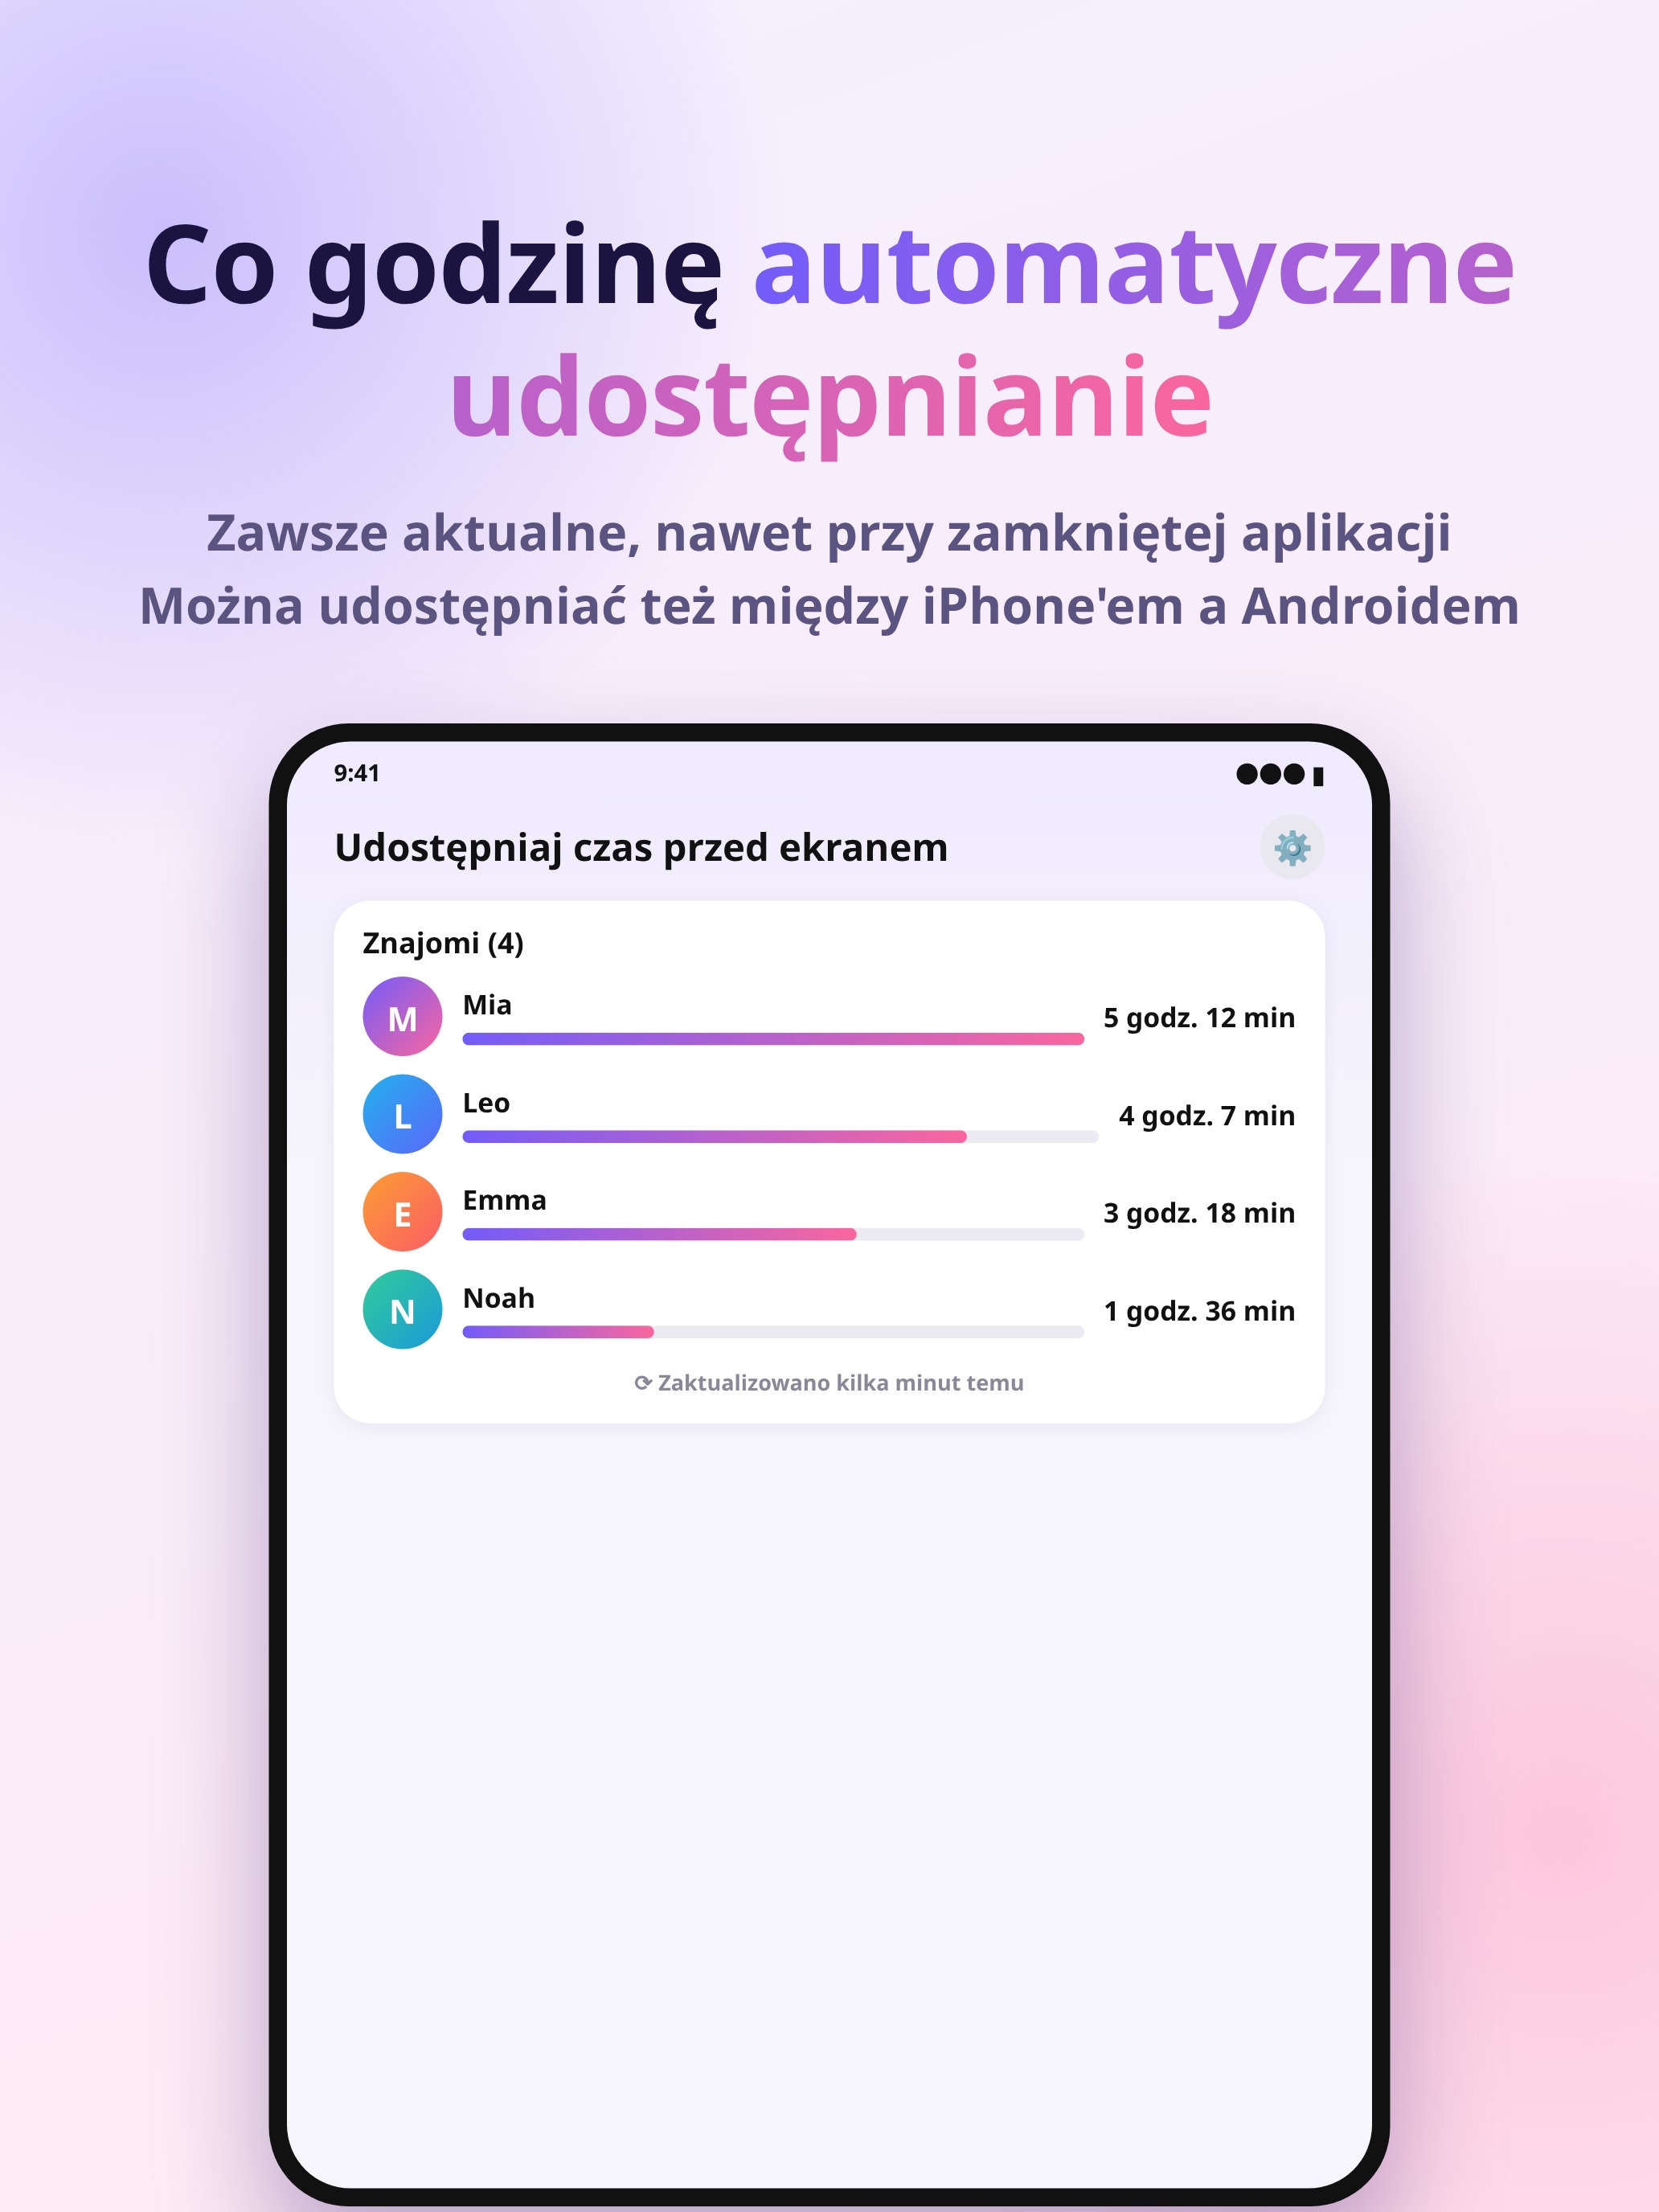 Co godzinę automatyczne
udostępnianie
Zawsze aktualne, nawet przy zamkniętej aplikacji
Można udostępniać też między iPhone'em a Androidem
9:41
Udostępniaj czas przed ekranem
Znajomi (4)
M
Mia
5 godz. 12 min
L
Leo
4 godz. 7 min
E
Emma
3 godz. 18 min
N
Noah
1 godz. 36 min
⟳ Zaktualizowano kilka minut temu